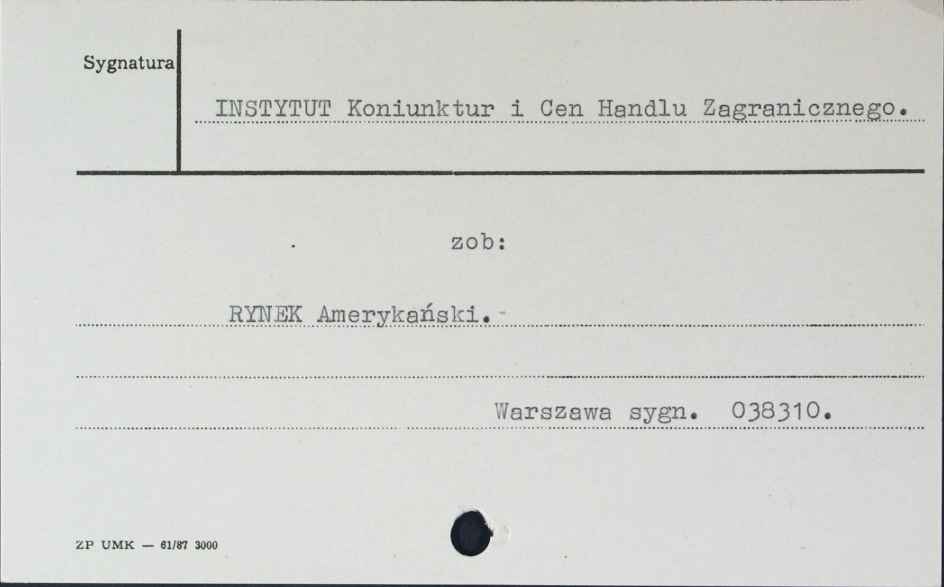 Sygnatura
INSTYTUT Koniunktur i Cen Handlu Zagranicznego.
zob:
RYNEK Amerykański. -
Warszawa sygn. 038310.
ZP UMK — 61/87 3000